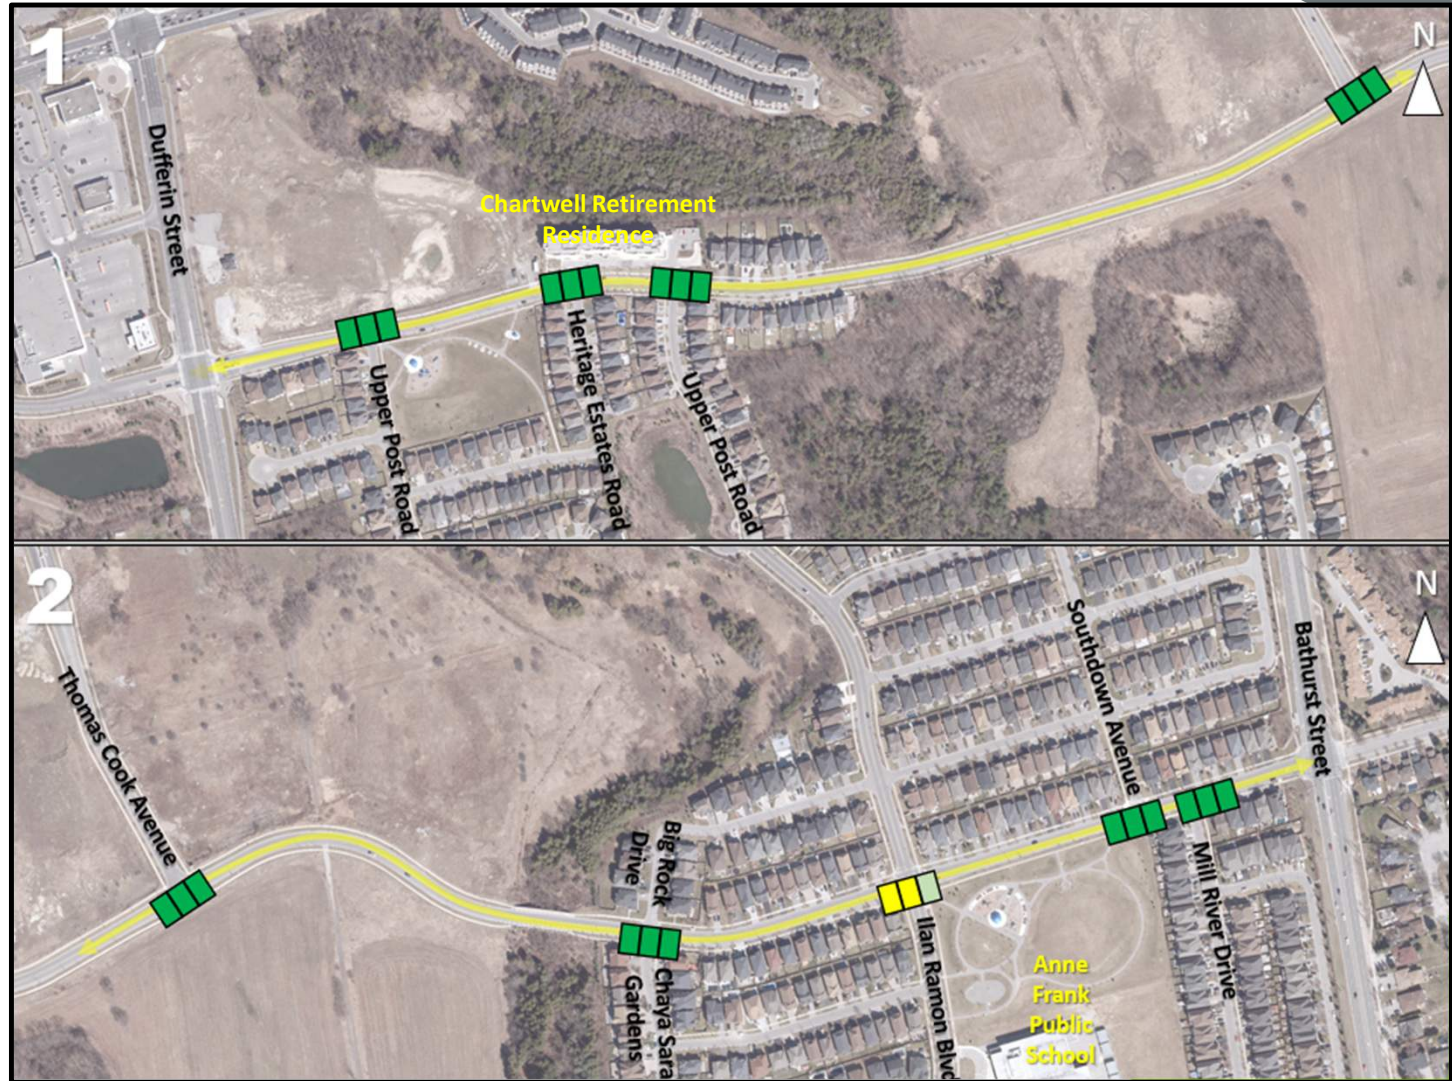 1
N
Dufferin Street
Chartwell Retirement
Residence
Upper Post Road
Heritage Estates Road
Upper Post Road
2
N
Thomas Cook Avenue
Big Rock
Drive
Chaya Sara
Gardens
Ilan Ramon Blvd
Southdown Avenue
Mill River Drive
Bathurst Street
Anne
Frank
Public
School